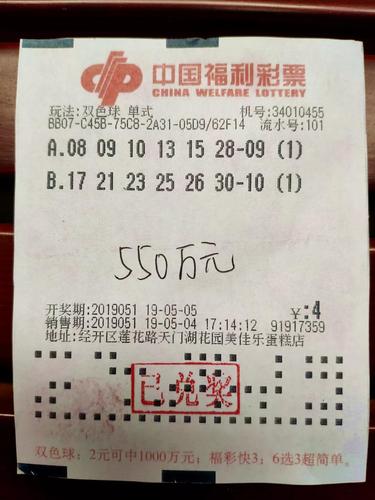 中国福利彩票
CHINA WELFARE LOTTERY
玩法:双色球 单式 机号:34010455
BB07-C45B-75C8-2A31-05D9/62F14 流水号:101
A.08 09 10 13 15 28-09 (1)
B.17 21 23 25 26 30-10 (1)
550万元
开奖期:2019051 19-05-05 ¥:4
销售期:2019051 19-05-04 17:14:12 91917359
地址:经开区莲花路天门湖花园美佳乐蛋糕店
已兑奖
双色球：2元可中1000万元；福彩快3；6选3超简单。